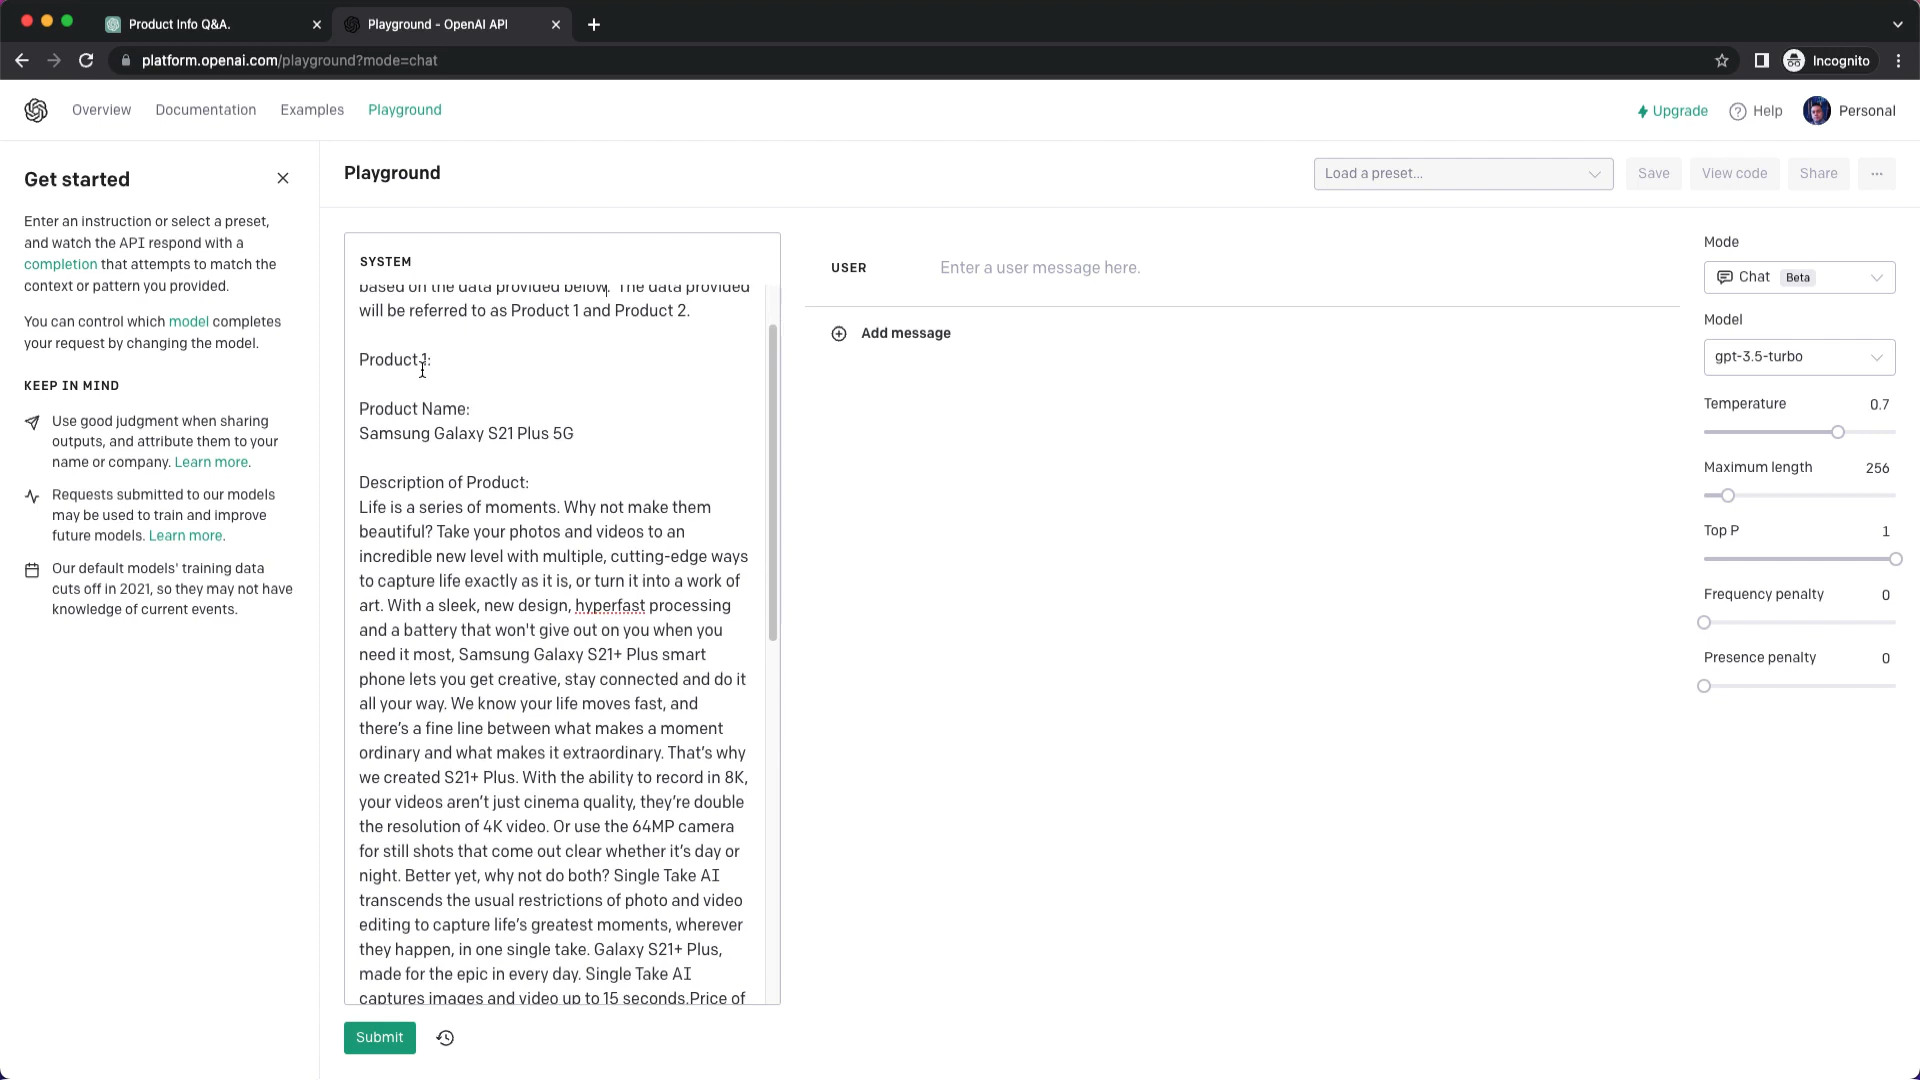 Product Info Q&A.
Playground - OpenAI API
platform.openai.com/playground?mode=chat
Incognito
Overview
Documentation
Examples
Playground
Upgrade
Help
Personal
Get started
Enter an instruction or select a preset,
and watch the API respond with a
completion that attempts to match the
context or pattern you provided.
You can control which model completes
your request by changing the model.
KEEP IN MIND
Use good judgment when sharing
outputs, and attribute them to your
name or company. Learn more.
Requests submitted to our models
may be used to train and improve
future models. Learn more.
Our default models' training data
cuts off in 2021, so they may not have
knowledge of current events.
Playground
Load a preset...
Save
View code
Share
...
SYSTEM
based on the data provided below. The data provided
will be referred to as Product 1 and Product 2.
Product 1:
Product Name:
Samsung Galaxy S21 Plus 5G
Description of Product:
Life is a series of moments. Why not make them
beautiful? Take your photos and videos to an
incredible new level with multiple, cutting-edge ways
to capture life exactly as it is, or turn it into a work of
art. With a sleek, new design, hyperfast processing
and a battery that won't give out on you when you
need it most, Samsung Galaxy S21+ Plus smart
phone lets you get creative, stay connected and do it
all your way. We know your life moves fast, and
there’s a fine line between what makes a moment
ordinary and what makes it extraordinary. That’s why
we created S21+ Plus. With the ability to record in 8K,
your videos aren’t just cinema quality, they’re double
the resolution of 4K video. Or use the 64MP camera
for still shots that come out clear whether it’s day or
night. Better yet, why not do both? Single Take AI
transcends the usual restrictions of photo and video
editing to capture life’s greatest moments, wherever
they happen, in one single take. Galaxy S21+ Plus,
made for the epic in every day. Single Take AI
captures images and video up to 15 seconds.Price of
Submit
USER
Enter a user message here.
Add message
Mode
Chat Beta
Model
gpt-3.5-turbo
Temperature 0.7
Maximum length 256
Top P 1
Frequency penalty 0
Presence penalty 0